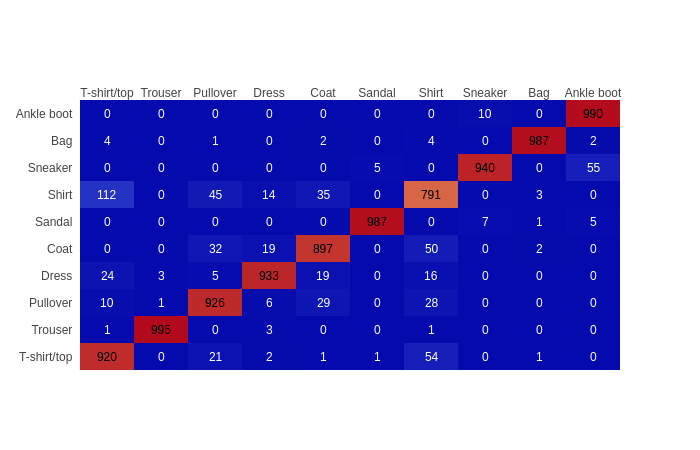 T-shirt/top Trouser Pullover Dress Coat Sandal Shirt Sneaker Bag Ankle boot
Ankle boot 0 0 0 0 0 0 0 10 0 990
Bag 4 0 1 0 2 0 4 0 987 2
Sneaker 0 0 0 0 0 5 0 940 0 55
Shirt 112 0 45 14 35 0 791 0 3 0
Sandal 0 0 0 0 0 987 0 7 1 5
Coat 0 0 32 19 897 0 50 0 2 0
Dress 24 3 5 933 19 0 16 0 0 0
Pullover 10 1 926 6 29 0 28 0 0 0
Trouser 1 995 0 3 0 0 1 0 0 0
T-shirt/top 920 0 21 2 1 1 54 0 1 0